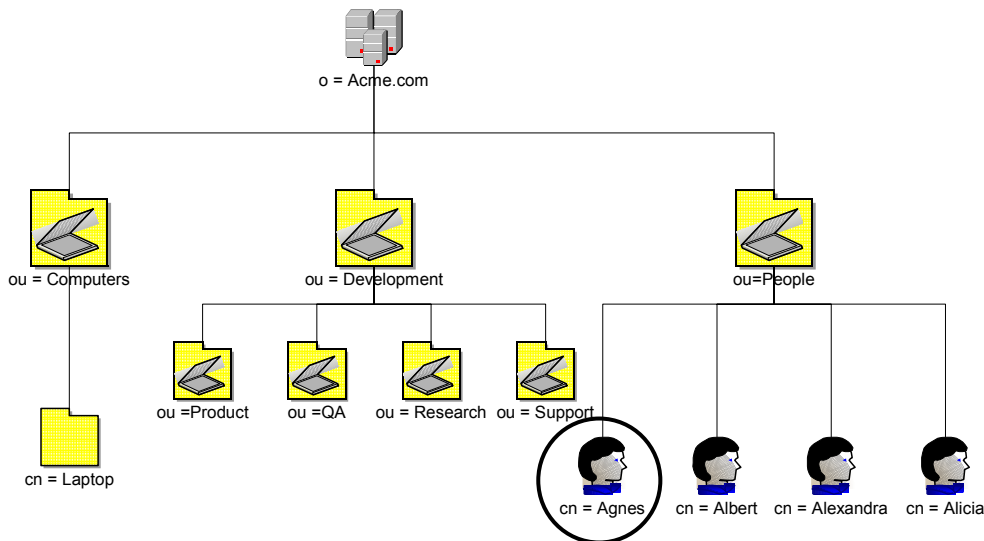 o = Acme.com
ou = Computers
ou = Development
ou=People
ou =Product
ou =QA
ou = Research
ou = Support
cn = Laptop
cn = Agnes
cn = Albert
cn = Alexandra
cn = Alicia